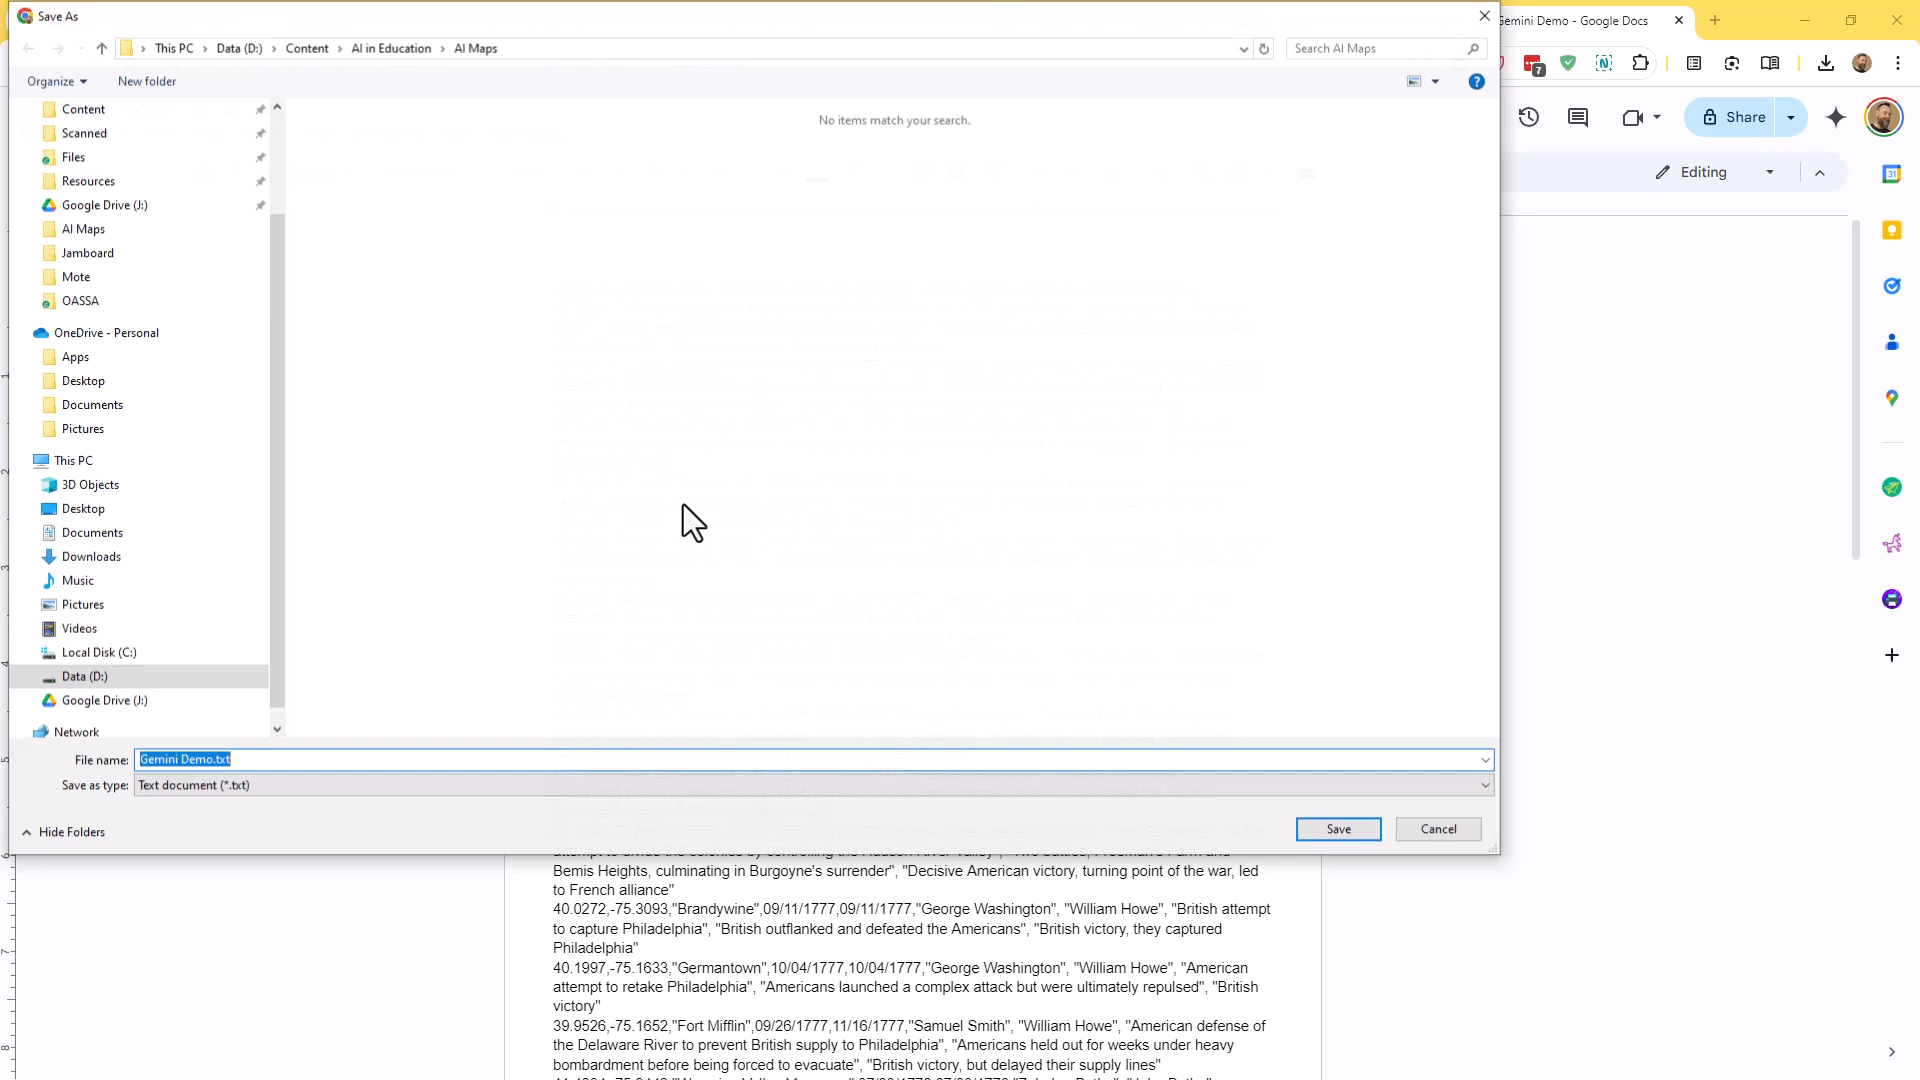 Save As
Gemini Demo - Google Docs
This PC
Data (D:)
Content
AI in Education
AI Maps
Search AI Maps
7
Organize
New folder
?
Content
Scanned
Files
Resources
Google Drive (J:)
AI Maps
Jamboard
Mote
OASSA
OneDrive - Personal
Apps
Desktop
Documents
Pictures
This PC
3D Objects
Desktop
Documents
Downloads
Music
Pictures
Videos
Local Disk (C:)
Data (D:)
Google Drive (J:)
Network
No items match your search.
Share
Editing
31
File name:
Gemini Demo.txt
Save as type:
Text document (*.txt)
Hide Folders
Save
Cancel
Bemis Heights, culminating in Burgoyne's surrender", "Decisive American victory, turning point of the war, led
to French alliance"
40.0272,-75.3093,"Brandywine",09/11/1777,09/11/1777,"George Washington", "William Howe", "British attempt
to capture Philadelphia", "British outflanked and defeated the Americans", "British victory, they captured
Philadelphia"
40.1997,-75.1633,"Germantown",10/04/1777,10/04/1777,"George Washington", "William Howe", "American
attempt to retake Philadelphia", "Americans launched a complex attack but were ultimately repulsed", "British
victory"
39.9526,-75.1652,"Fort Mifflin",09/26/1777,11/16/1777,"Samuel Smith", "William Howe", "American defense of
the Delaware River to prevent British supply to Philadelphia", "Americans held out for weeks under heavy
bombardment before being forced to evacuate", "British victory, but delayed their supply lines"